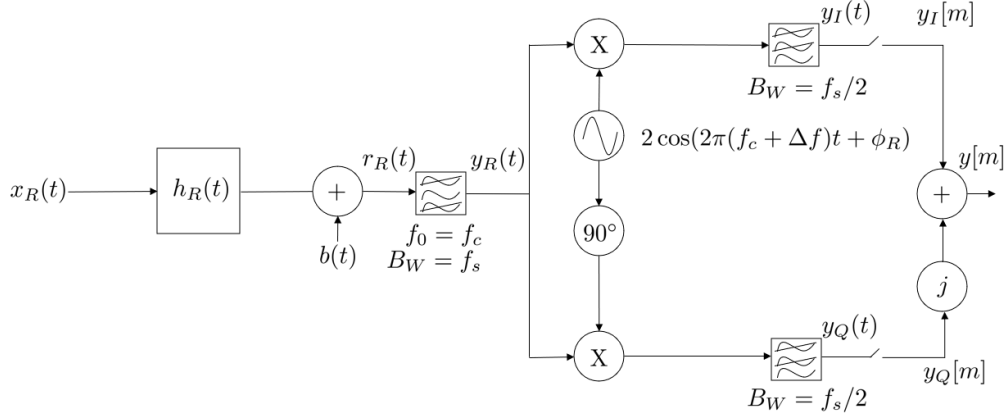 y_I(t)
y_I[m]
X
B_W = f_s/2
2 cos(2π(f_c + Δf)t + ϕ_R)
r_R(t)
y_R(t)
y[m]
x_R(t)
h_R(t)
+
+
f_0 = f_c
B_W = f_s
b(t)
90°
j
y_Q(t)
X
y_Q[m]
B_W = f_s/2